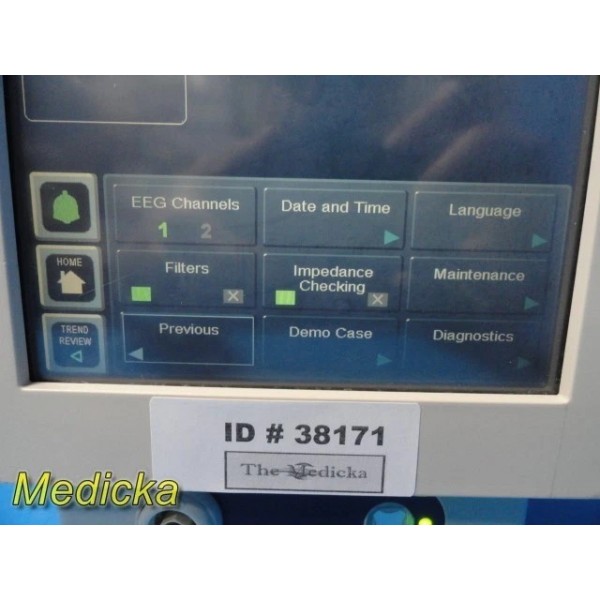 EEG Channels
1 2
Date and Time
Language
HOME
Filters
Impedance
Checking
Maintenance
TREND
REVIEW
Previous
Demo Case
Diagnostics
ID # 38171
The Medicka
Medicka